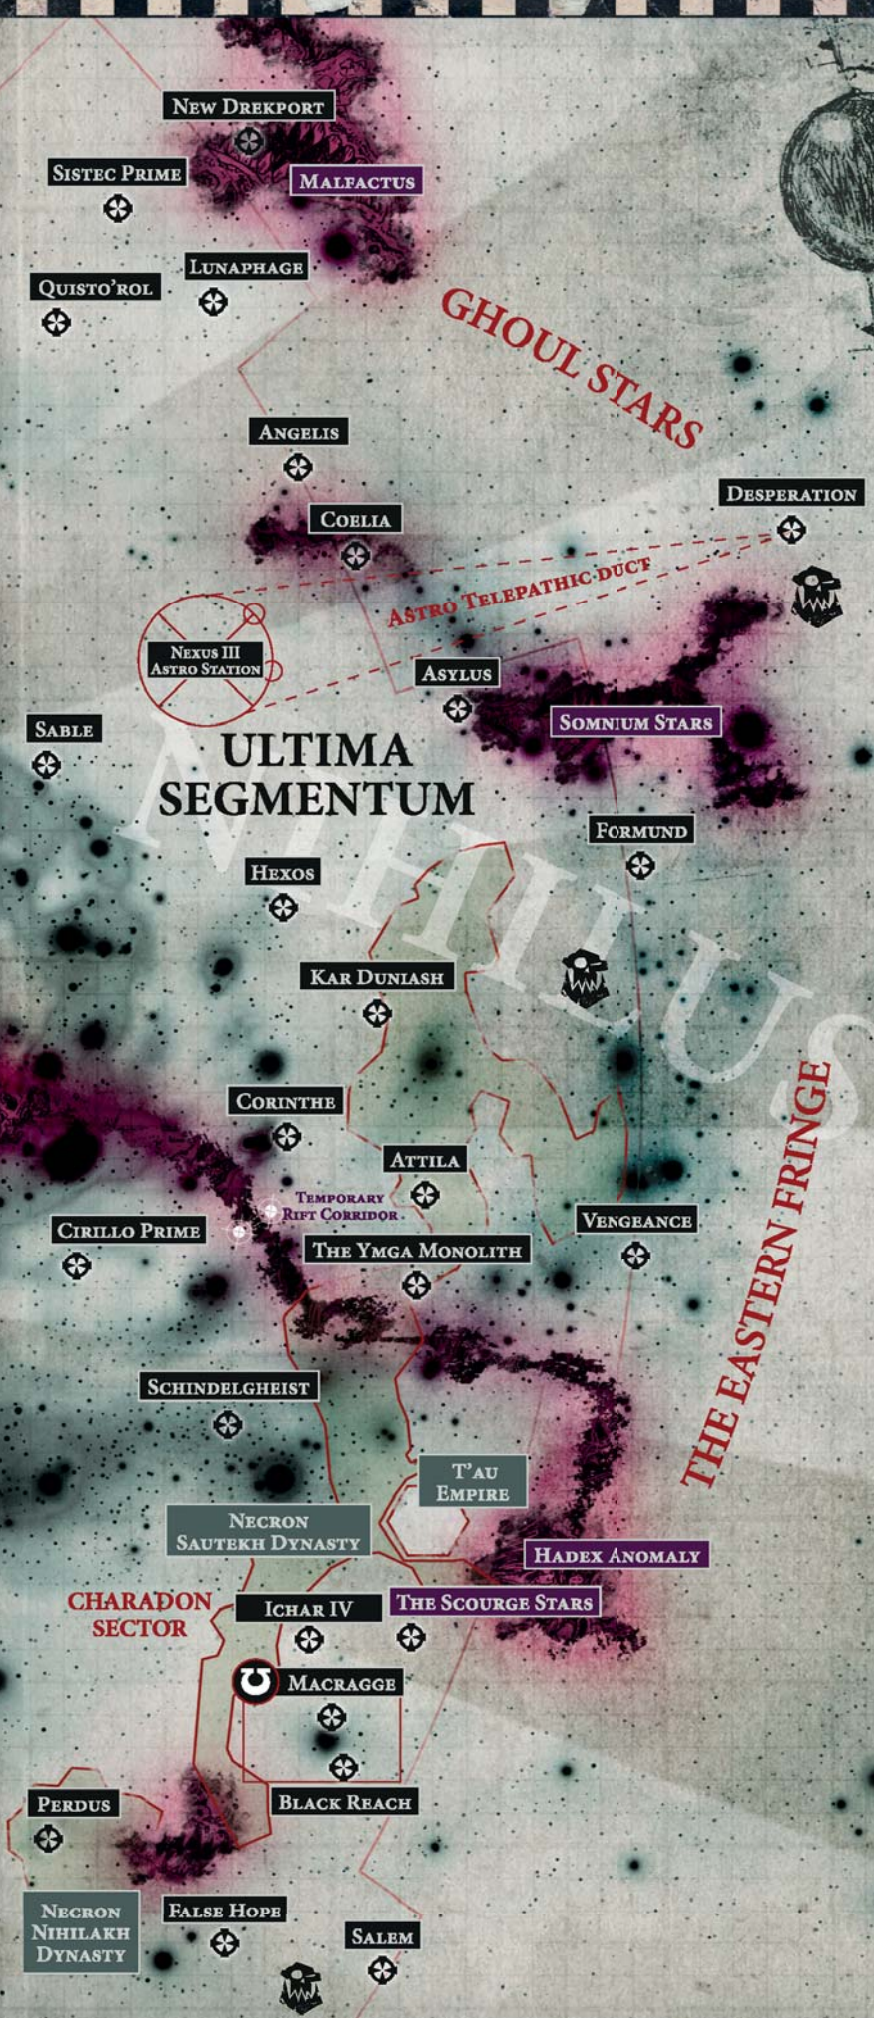 New Drekport
Sistec Prime
Malfactus
Lunaphage
Quisto'rol
GHOUL STARS
Angelis
Desperation
Coelia
Astro Telepathic duct
Nexus III
Astro Station
Asylus
Somnium Stars
Sable
ULTIMA
SEGMENTUM
NIHILUS
Formund
Hexos
Kar Duniash
Corinthe
Attila
Temporary
Rift Corridor
Cirillo Prime
Vengeance
The Ymga Monolith
THE EASTERN FRINGE
Schindelgheist
T'au
Empire
Necron
Sautekh Dynasty
Hadex Anomaly
CHARADON
SECTOR
Ichar IV
The Scourge Stars
Macragge
Black Reach
Perdus
Necron
Nihilakh
Dynasty
False Hope
Salem